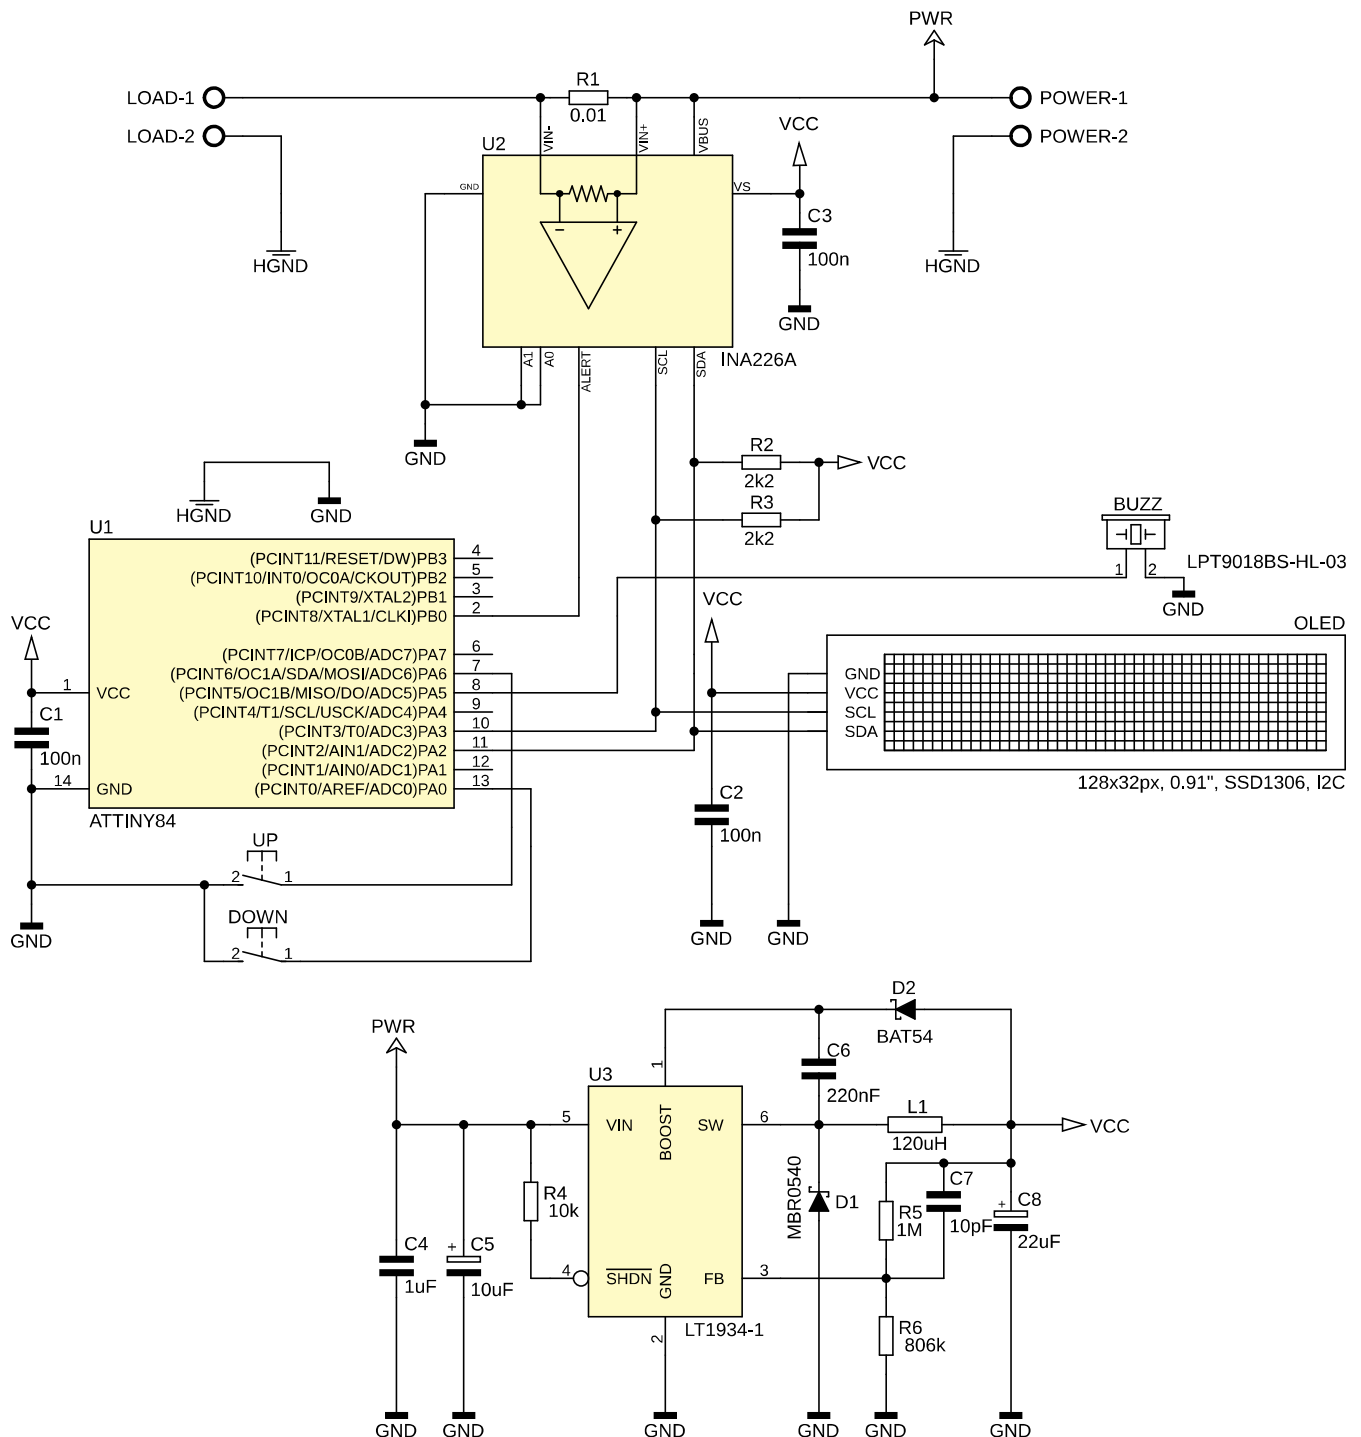 PWR
LOAD-1
R1
0.01
POWER-1
LOAD-2
POWER-2
VCC
U2
VIN-
VIN+
VBUS
GND
VS
- +
C3
100n
HGND
HGND
GND
INA226A
A1
A0
ALERT
SCL
SDA
GND
R2
2k2
VCC
R3
2k2
HGND
GND
BUZZ
LPT9018BS-HL-03
1 2
GND
U1
(PCINT11/RESET/DW)PB3 4
(PCINT10/INT0/OC0A/CKOUT)PB2 5
(PCINT9/XTAL2)PB1 3
(PCINT8/XTAL1/CLKI)PB0 2
(PCINT7/ICP/OC0B/ADC7)PA7 6
(PCINT6/OC1A/SDA/MOSI/ADC6)PA6 7
(PCINT5/OC1B/MISO/DO/ADC5)PA5 8
(PCINT4/T1/SCL/USCK/ADC4)PA4 9
(PCINT3/T0/ADC3)PA3 10
(PCINT2/AIN1/ADC2)PA2 11
(PCINT1/AIN0/ADC1)PA1 12
(PCINT0/AREF/ADC0)PA0 13
VCC
1 VCC
C1
100n
14 GND
ATTINY84
VCC
OLED
GND
VCC
SCL
SDA
128x32px, 0.91", SSD1306, I2C
C2
100n
GND
GND
UP
2 1
DOWN
2 1
GND
PWR
D2
BAT54
C6
220nF
U3
1
BOOST
5 VIN
SW 6
L1
120uH
VCC
R4
10k
MBR0540
D1
R5
1M
C7
10pF
+
C8
22uF
C4
1uF
+
C5
10uF
4 SHDN
GND
FB 3
2
LT1934-1
R6
806k
GND
GND
GND
GND
GND
GND